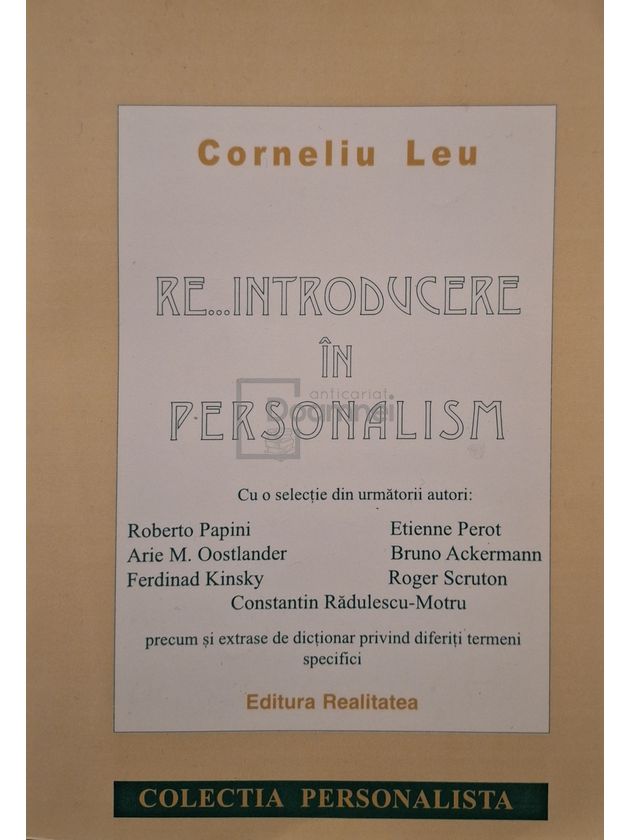 Corneliu Leu
RE...INTRODUCERE
ÎN
PERSONALISM
anticariat
Doamnei
Cu o selecție din următorii autori:
Roberto Papini Etienne Perot
Arie M. Oostlander Bruno Ackermann
Ferdinad Kinsky Roger Scruton
Constantin Rădulescu-Motru
precum și extrase de dicționar privind diferiți termeni
specifici
Editura Realitatea
COLECTIA PERSONALISTA